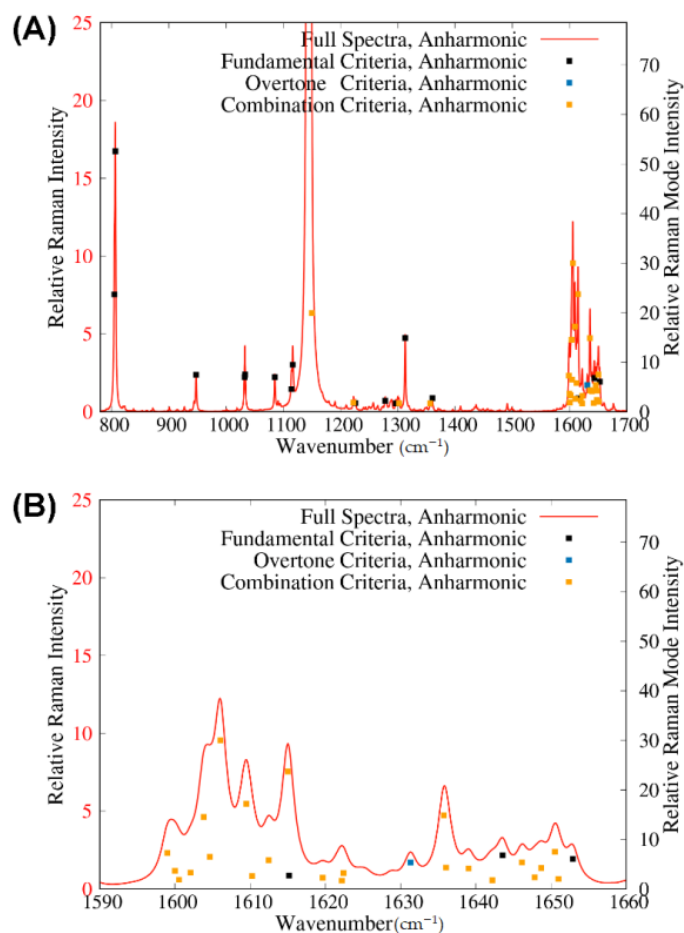 (A)
25
20
15
10
5
0
Relative Raman Intensity
Full Spectra, Anharmonic
Fundamental Criteria, Anharmonic
Overtone Criteria, Anharmonic
Combination Criteria, Anharmonic
70
60
50
40
30
20
10
0
Relative Raman Mode Intensity
800 900 1000 1100 1200 1300 1400 1500 1600 1700
Wavenumber (cm⁻¹)
(B)
25
20
15
10
5
0
Relative Raman Intensity
Full Spectra, Anharmonic
Fundamental Criteria, Anharmonic
Overtone Criteria, Anharmonic
Combination Criteria, Anharmonic
70
60
50
40
30
20
10
0
Relative Raman Mode Intensity
1590 1600 1610 1620 1630 1640 1650 1660
Wavenumber(cm⁻¹)